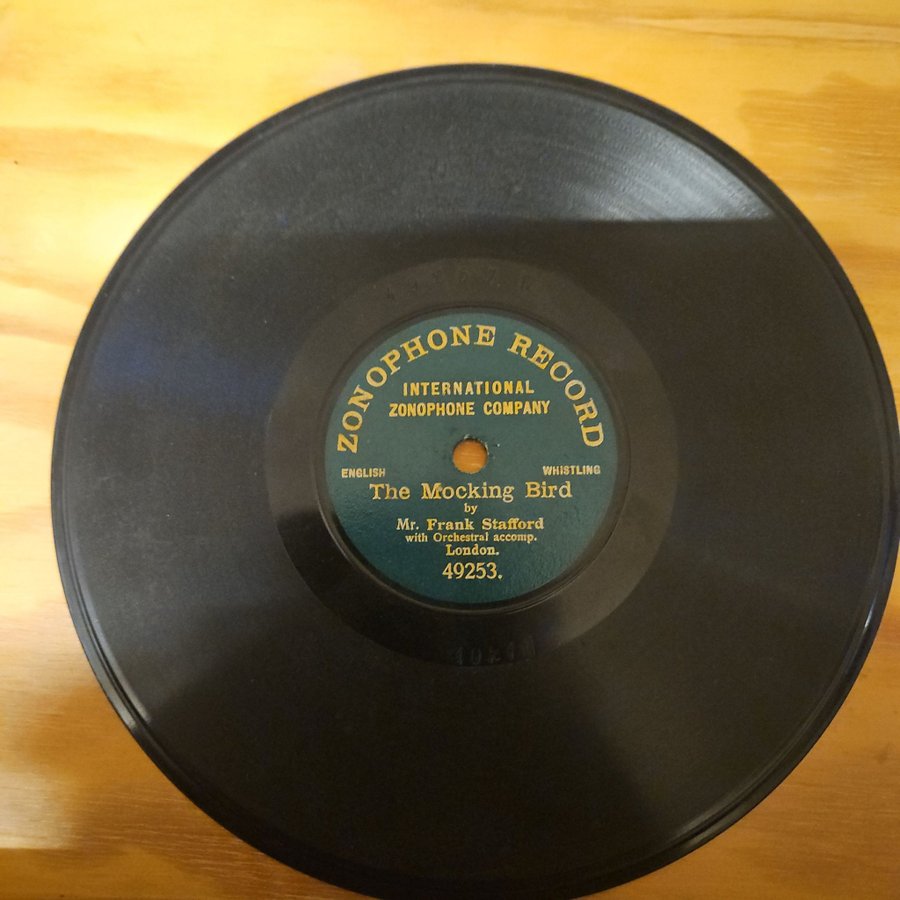 ZONOPHONE RECORD
INTERNATIONAL
ZONOPHONE COMPANY
ENGLISH WHISTLING
The Mocking Bird
by
Mr. Frank Stafford
with Orchestral accomp.
London.
49253.